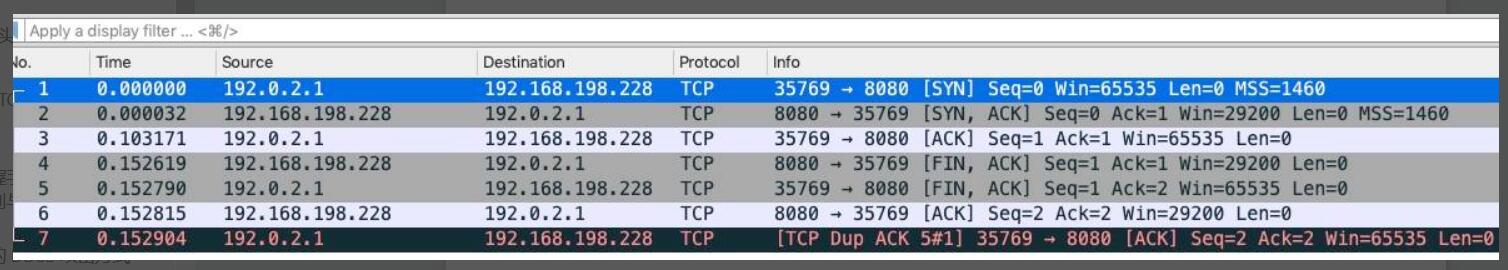 Apply a display filter ... <⌘/>
No. Time Source Destination Protocol Info
1 0.000000 192.0.2.1 192.168.198.228 TCP 35769 → 8080 [SYN] Seq=0 Win=65535 Len=0 MSS=1460
2 0.000032 192.168.198.228 192.0.2.1 TCP 8080 → 35769 [SYN, ACK] Seq=0 Ack=1 Win=29200 Len=0 MSS=1460
3 0.103171 192.0.2.1 192.168.198.228 TCP 35769 → 8080 [ACK] Seq=1 Ack=1 Win=65535 Len=0
4 0.152619 192.168.198.228 192.0.2.1 TCP 8080 → 35769 [FIN, ACK] Seq=1 Ack=1 Win=29200 Len=0
5 0.152790 192.0.2.1 192.168.198.228 TCP 35769 → 8080 [FIN, ACK] Seq=1 Ack=2 Win=65535 Len=0
6 0.152815 192.168.198.228 192.0.2.1 TCP 8080 → 35769 [ACK] Seq=2 Ack=2 Win=29200 Len=0
7 0.152904 192.0.2.1 192.168.198.228 TCP [TCP Dup ACK 5#1] 35769 → 8080 [ACK] Seq=2 Ack=2 Win=65535 Len=0